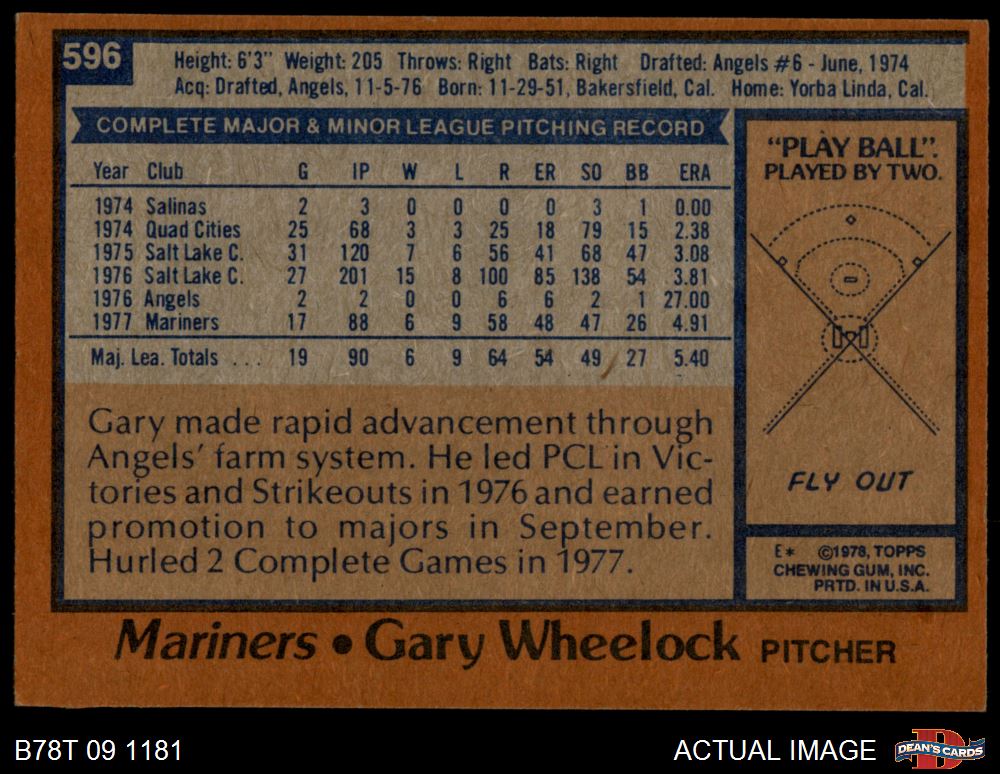 596
Height: 6'3" Weight: 205 Throws: Right Bats: Right Drafted: Angels #6 - June, 1974
Acq: Drafted, Angels, 11-5-76 Born: 11-29-51, Bakersfield, Cal. Home: Yorba Linda, Cal.
COMPLETE MAJOR & MINOR LEAGUE PITCHING RECORD
Year Club G IP W L R ER SO BB ERA
1974 Salinas 2 3 0 0 0 0 3 1 0.00
1974 Quad Cities 25 68 3 3 25 18 79 15 2.38
1975 Salt Lake C. 31 120 7 6 56 41 68 47 3.08
1976 Salt Lake C. 27 201 15 8 100 85 138 54 3.81
1976 Angels 2 2 0 0 6 6 2 1 27.00
1977 Mariners 17 88 6 9 58 48 47 26 4.91
Maj. Lea. Totals ... 19 90 6 9 64 54 49 27 5.40
Gary made rapid advancement through
Angels' farm system. He led PCL in Vic-
tories and Strikeouts in 1976 and earned
promotion to majors in September.
Hurled 2 Complete Games in 1977.
"PLAY BALL".
PLAYED BY TWO.
FLY OUT
E* ©1978, TOPPS
CHEWING GUM, INC.
PRTD. IN U.S.A.
Mariners • Gary Wheelock PITCHER
B78T 09 1181
ACTUAL IMAGE
D
DEAN'S CARDS